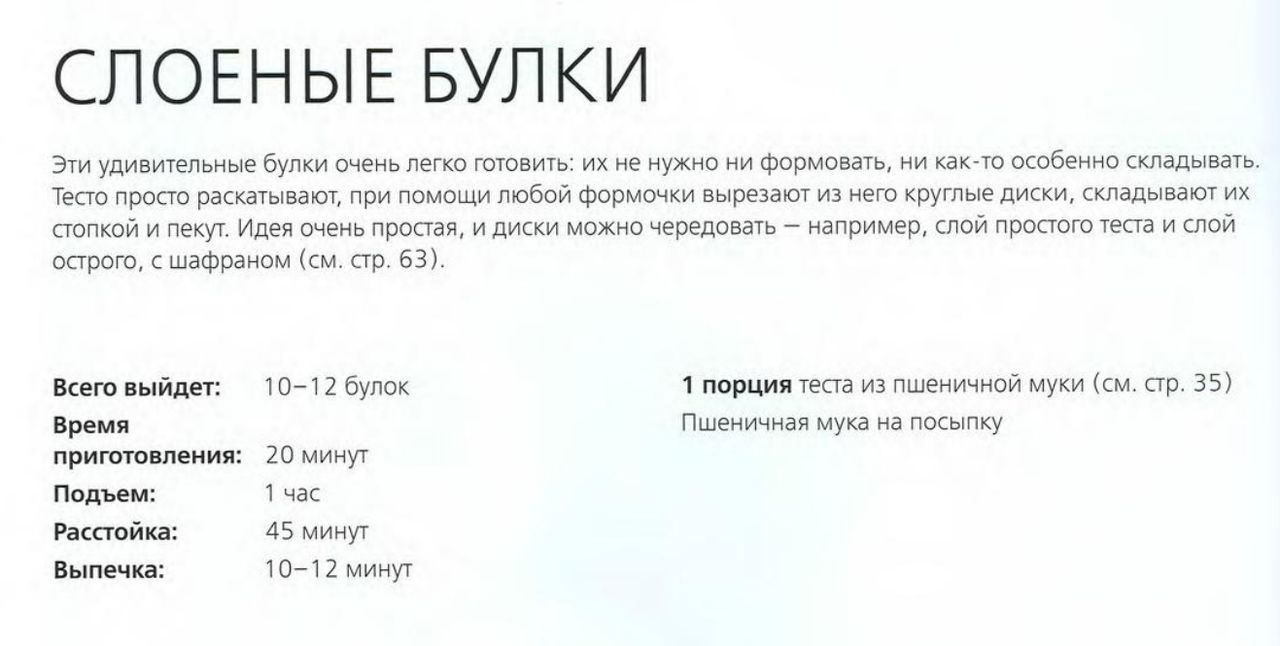 СЛОЕНЫЕ БУЛКИ
Эти удивительные булки очень легко готовить: их не нужно ни формовать, ни как-то особенно складывать.
Тесто просто раскатывают, при помощи любой формочки вырезают из него круглые диски, складывают их
стопкой и пекут. Идея очень простая, и диски можно чередовать — например, слой простого теста и слой
острого, с шафраном (см. стр. 63).
Всего выйдет: 10–12 булок
Время
приготовления: 20 минут
Подъем: 1 час
Расстойка: 45 минут
Выпечка: 10–12 минут
1 порция теста из пшеничной муки (см. стр. 35)
Пшеничная мука на посыпку